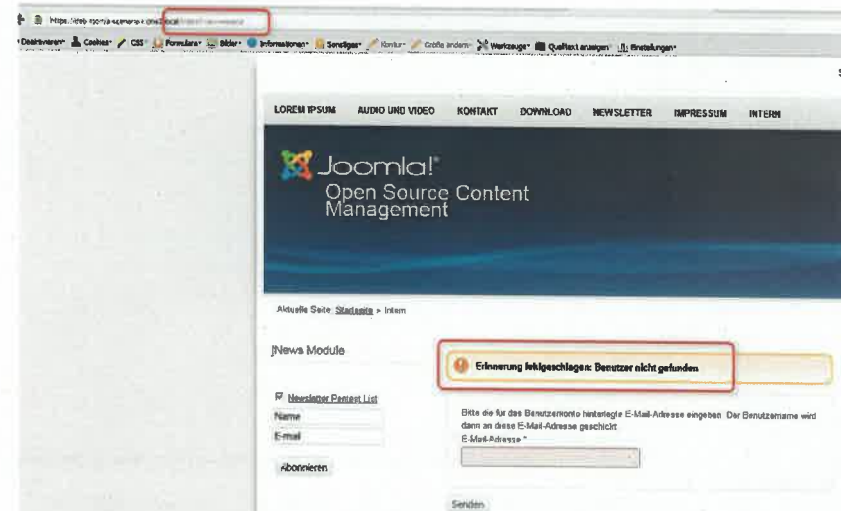 Deaktivieren Cookies CSS Formulare Bilder Informationen Sonstiges Kontur Größe ändern Werkzeuge Quelltext anzeigen Einstellungen
LOREM IPSUM AUDIO UND VIDEO KONTAKT DOWNLOAD NEWSLETTER IMPRESSUM INTERN
Joomla!
Open Source Content
Management
Aktuelle Seite: Startseite > Intern
jNews Module
Erinnerung fehlgeschlagen: Benutzer nicht gefunden
Newsletter Pentest List
Name
E-mail
Abonnieren
Bitte die für das Benutzerkonto hinterlegte E-Mail-Adresse eingeben. Der Benutzername wird
dann an diese E-Mail-Adresse geschickt
E-Mail-Adresse *
Senden